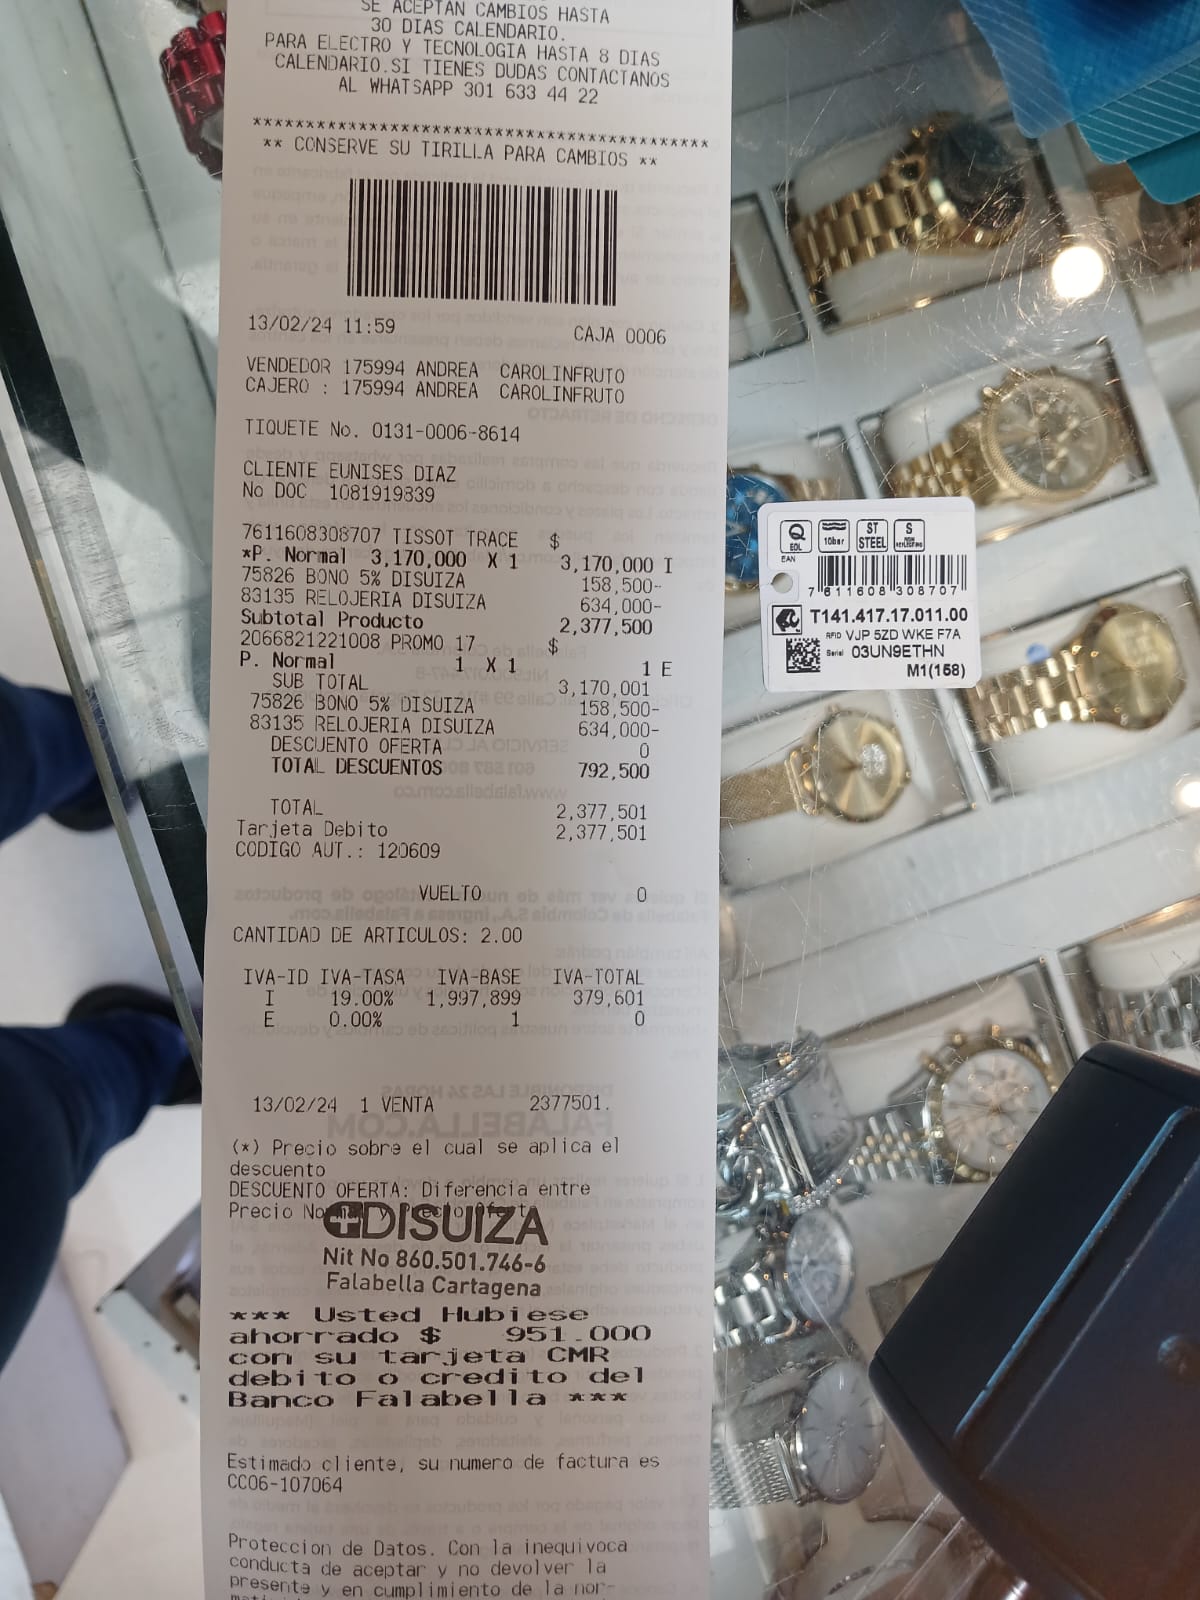 SE ACEPTAN CAMBIOS HASTA
30 DIAS CALENDARIO.
PARA ELECTRO Y TECNOLOGIA HASTA 8 DIAS
CALENDARIO.SI TIENES DUDAS CONTACTANOS
AL WHATSAPP 301 633 44 22
*******************************************
** CONSERVE SU TIRILLA PARA CAMBIOS **
13/02/24 11:59 CAJA 0006
VENDEDOR 175994 ANDREA CAROLINFRUTO
CAJERO : 175994 ANDREA CAROLINFRUTO
TIQUETE No. 0131-0006-8614
CLIENTE EUNISES DIAZ
No DOC 1081919839
7611608308707 TISSOT TRACE $
*P. Normal 3,170,000 X 1 3,170,000 I
75826 BONO 5% DISUIZA 158,500-
83135 RELOJERIA DISUIZA 634,000-
Subtotal Producto 2,377,500
2066821221008 PROMO 17 $
P. Normal 1 X 1 1 E
SUB TOTAL 3,170,001
75826 BONO 5% DISUIZA 158,500-
83135 RELOJERIA DISUIZA 634,000-
DESCUENTO OFERTA 0
TOTAL DESCUENTOS 792,500
TOTAL 2,377,501
Tarjeta Debito 2,377,501
CODIGO AUT.: 120609
VUELTO 0
CANTIDAD DE ARTICULOS: 2.00
IVA-ID IVA-TASA IVA-BASE IVA-TOTAL
I 19.00% 1,997,899 379,601
E 0.00% 1 0
13/02/24 1 VENTA 2377501.
(*) Precio sobre el cual se aplica el
descuento
DESCUENTO OFERTA: Diferencia entre
Precio Normal y Precio Oferta
DISUIZA
Nit No 860.501.746-6
Falabella Cartagena
*** Usted Hubiese
ahorrado $ 951.000
con su tarjeta CMR
debito o credito del
Banco Falabella ***
Estimado cliente, su numero de factura es
CC06-107064
Proteccion de Datos. Con la inequivoca
conducta de aceptar y no devolver la
presente y en cumplimiento de la nor-
Q EOL 10bar ST STEEL S NON REFLECTING
EAN
7 611608 308707
T141.417.17.011.00
RFID VJP 5ZD WKE F7A
Serial 03UN9ETHN
M1(158)